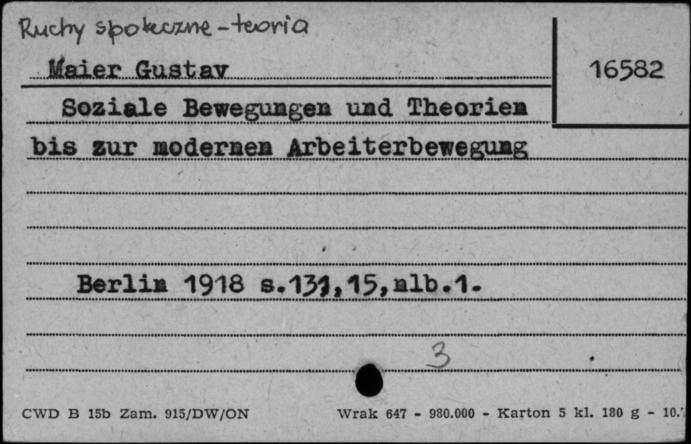 Ruchy społeczne - teoria
Maier Gustav
16582
Soziale Bewegungen und Theorien
bis zur modernen Arbeiterbewegung
Berlin 1918 s.131,15,nlb.1.
3
CWD B 15b Zam. 915/DW/ON Wrak 647 - 980.000 - Karton 5 kl. 180 g - 10.